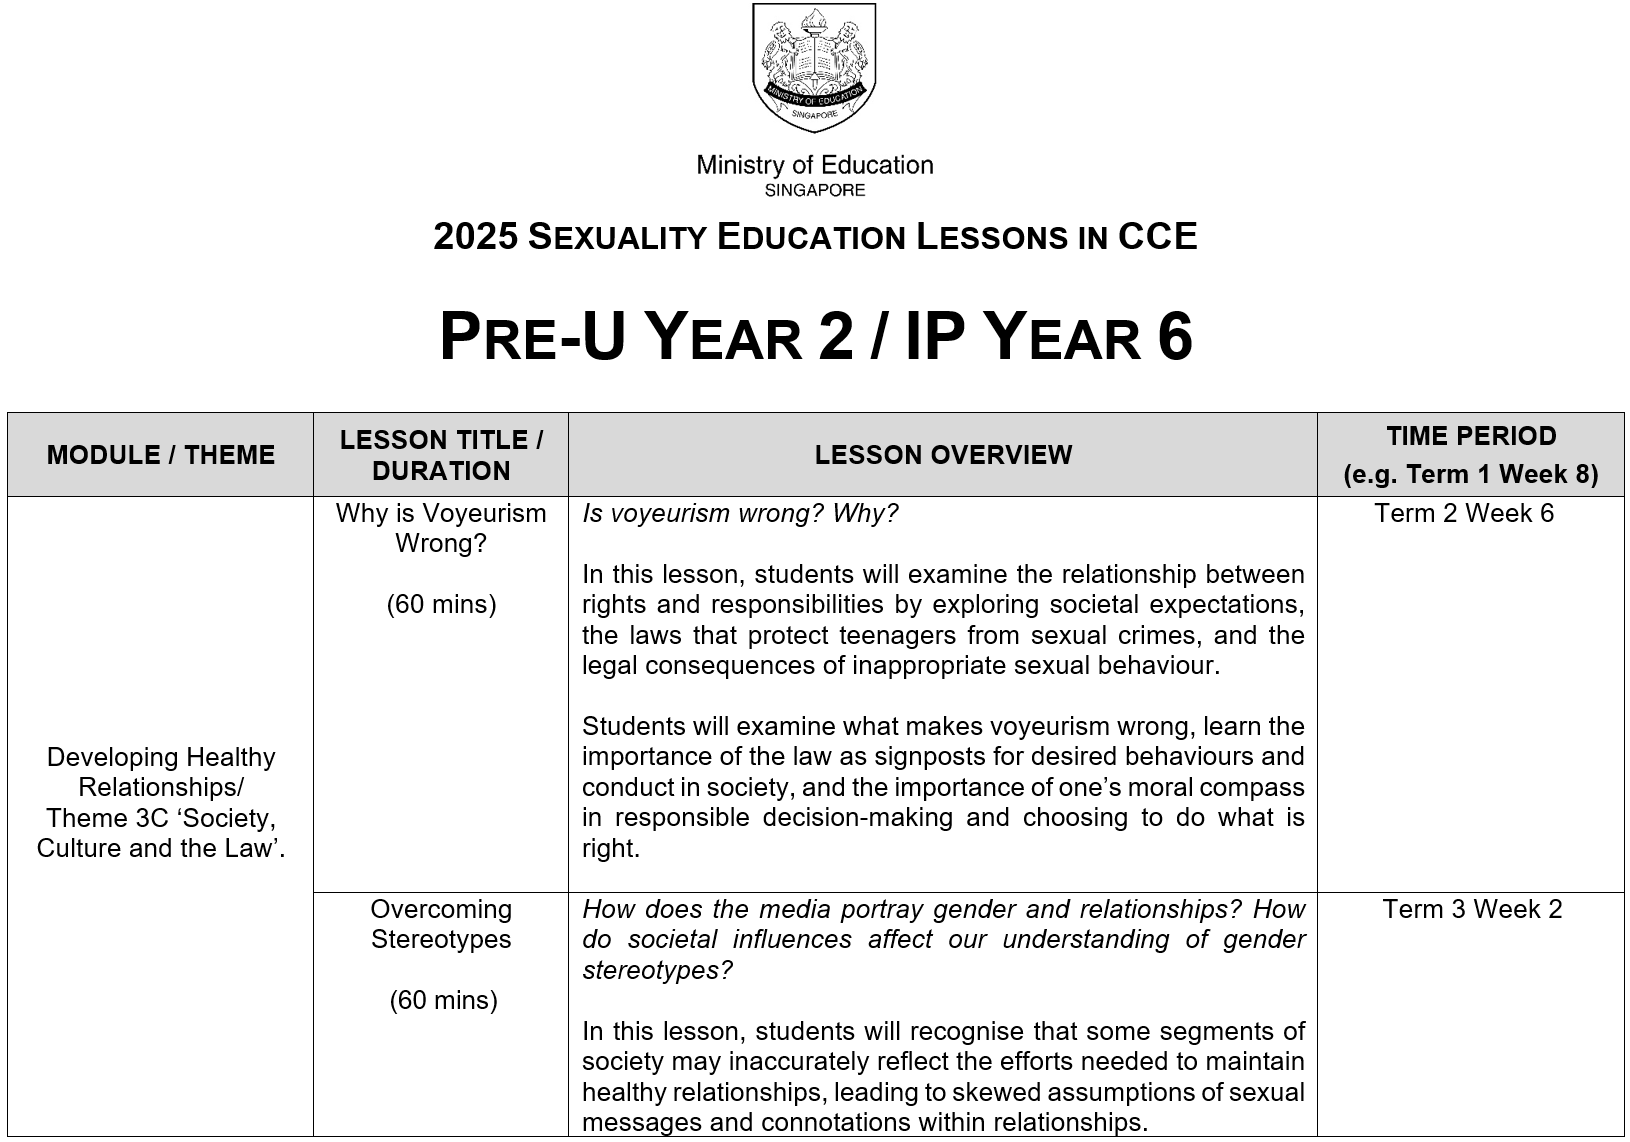 MINISTRY OF EDUCATION
SINGAPORE
Ministry of Education
SINGAPORE
2025 SEXUALITY EDUCATION LESSONS IN CCE
PRE-U YEAR 2 / IP YEAR 6
MODULE / THEME
LESSON TITLE /
DURATION
LESSON OVERVIEW
TIME PERIOD
(e.g. Term 1 Week 8)
Developing Healthy
Relationships/
Theme 3C ‘Society,
Culture and the Law’.
Why is Voyeurism
Wrong?
(60 mins)
Is voyeurism wrong? Why?
In this lesson, students will examine the relationship between
rights and responsibilities by exploring societal expectations,
the laws that protect teenagers from sexual crimes, and the
legal consequences of inappropriate sexual behaviour.
Students will examine what makes voyeurism wrong, learn the
importance of the law as signposts for desired behaviours and
conduct in society, and the importance of one’s moral compass
in responsible decision-making and choosing to do what is
right.
Term 2 Week 6
Overcoming
Stereotypes
(60 mins)
How does the media portray gender and relationships? How
do societal influences affect our understanding of gender
stereotypes?
In this lesson, students will recognise that some segments of
society may inaccurately reflect the efforts needed to maintain
healthy relationships, leading to skewed assumptions of sexual
messages and connotations within relationships.
Term 3 Week 2